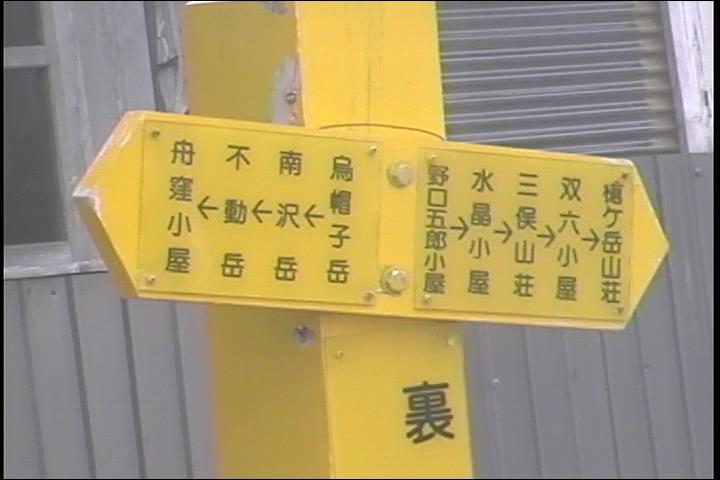 烏帽子岳
←
南沢岳
←
不動岳
←
舟窪小屋
野口五郎小屋
→
水晶小屋
→
三俣山荘
→
双六小屋
→
槍ケ岳山荘
裏